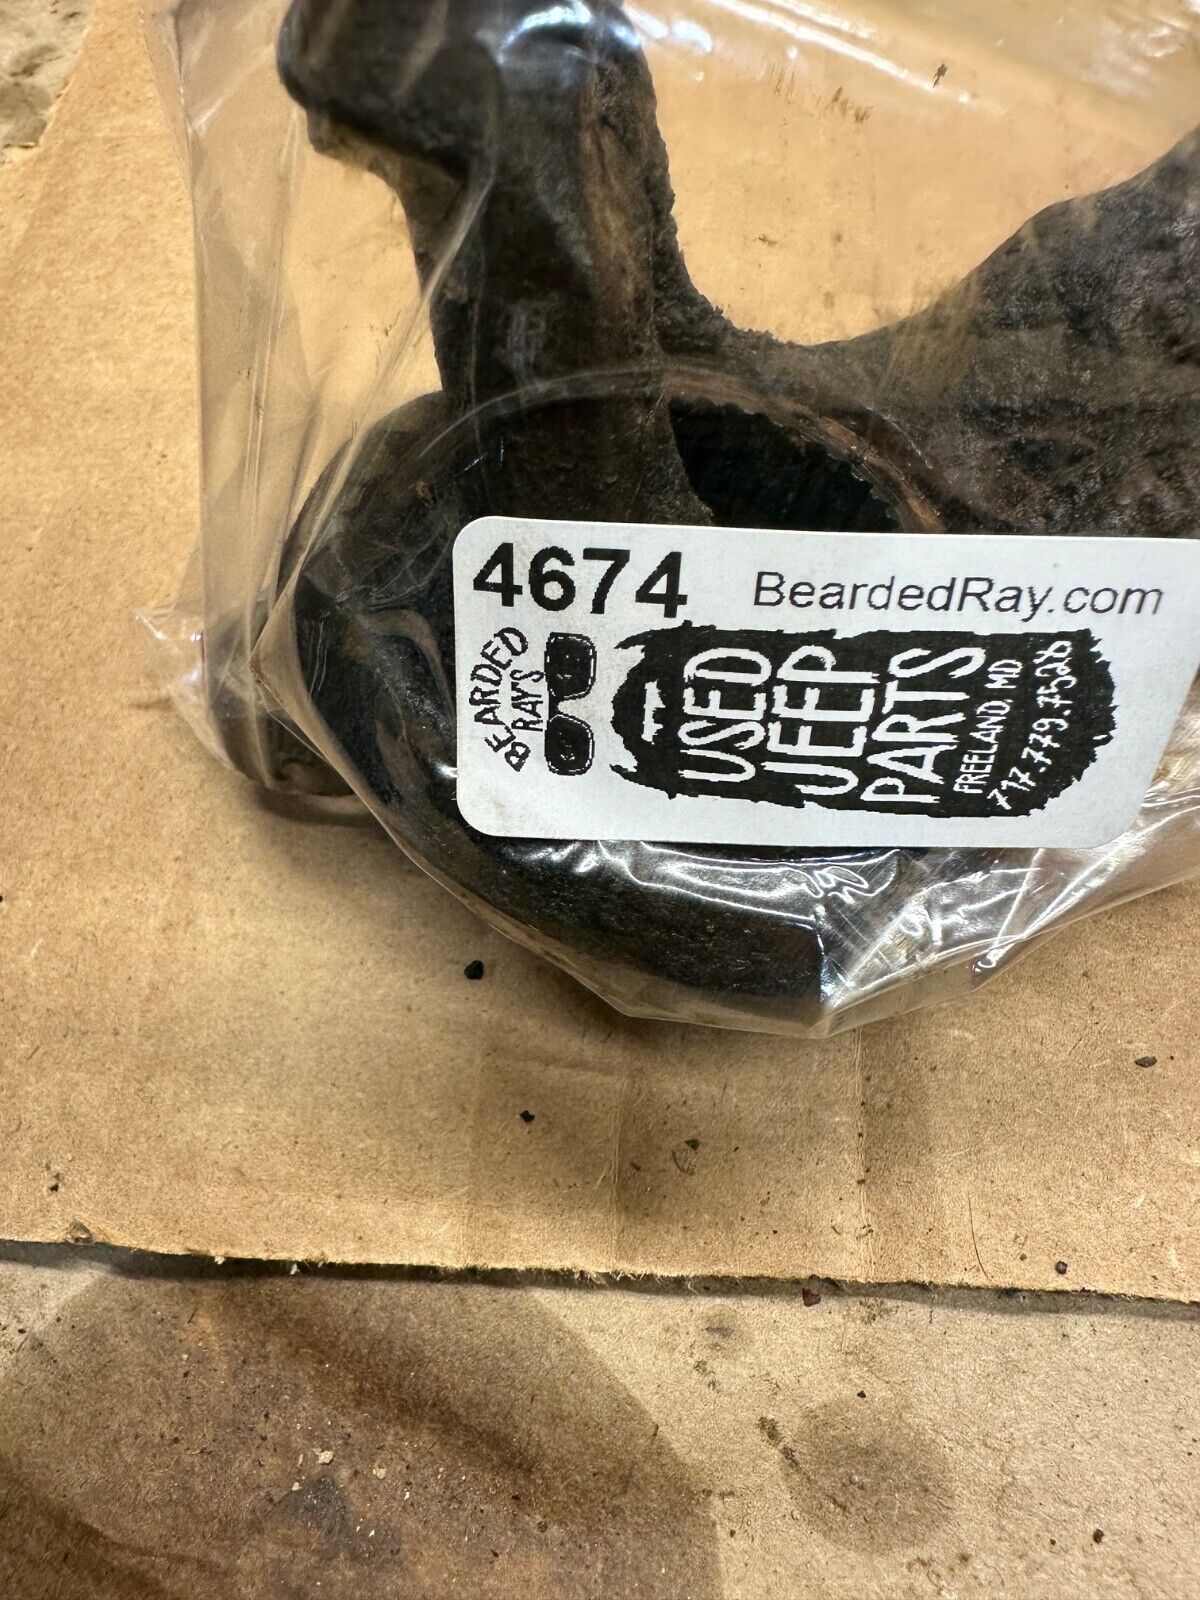 4674
BeardedRay.com
BEARDED
RAY'S
USED
JEEP
PARTS
FREELAND, MD
717.779.7528